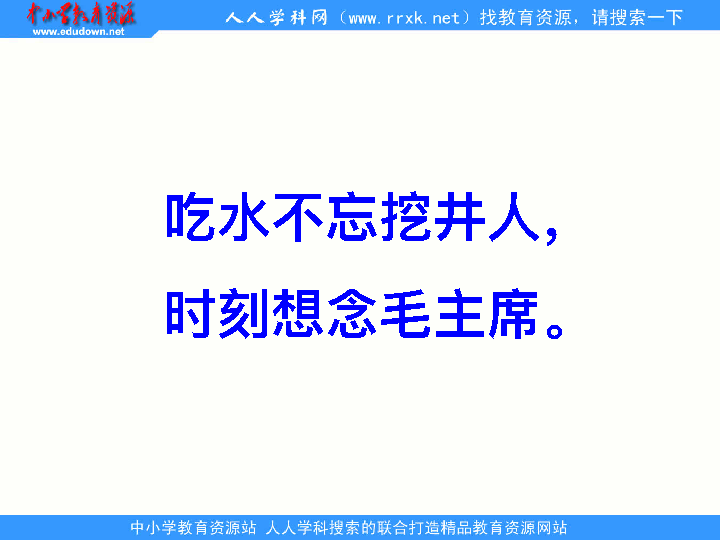 中小学教育资源
www.edudown.net
人人学科网（www.rrxk.net）找教育资源，请搜索一下
吃水不忘挖井人，
时刻想念毛主席。
中小学教育资源站 人人学科搜索的联合打造精品教育资源网站